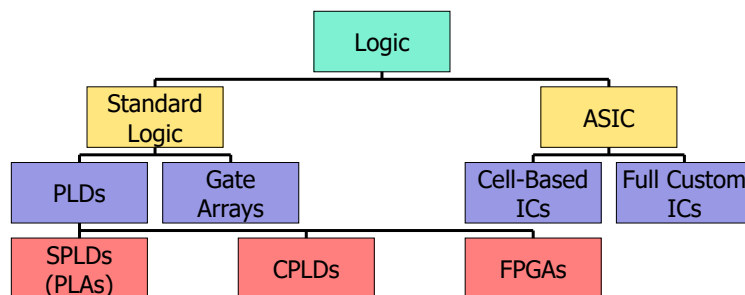 Logic
Standard
Logic
ASIC
PLDs
Gate
Arrays
Cell-Based
ICs
Full Custom
ICs
SPLDs
(PLAs)
CPLDs
FPGAs